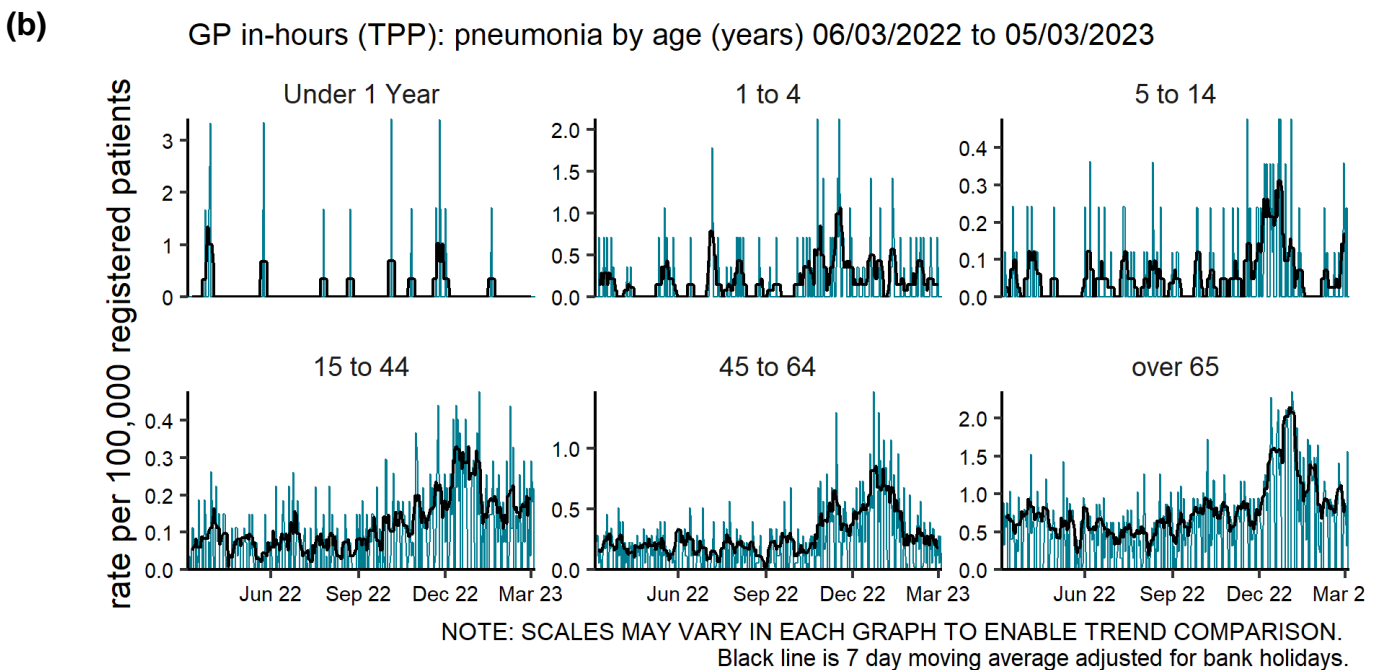 (b)
GP in-hours (TPP): pneumonia by age (years) 06/03/2022 to 05/03/2023
rate per 100,000 registered patients
Under 1 Year
3
2
1
0
1 to 4
2.0
1.5
1.0
0.5
0.0
5 to 14
0.4
0.3
0.2
0.1
0.0
15 to 44
0.4
0.3
0.2
0.1
0.0
Jun 22 Sep 22 Dec 22 Mar 23
45 to 64
1.0
0.5
0.0
Jun 22 Sep 22 Dec 22 Mar 23
over 65
2.0
1.5
1.0
0.5
0.0
Jun 22 Sep 22 Dec 22 Mar 2
NOTE: SCALES MAY VARY IN EACH GRAPH TO ENABLE TREND COMPARISON.
Black line is 7 day moving average adjusted for bank holidays.